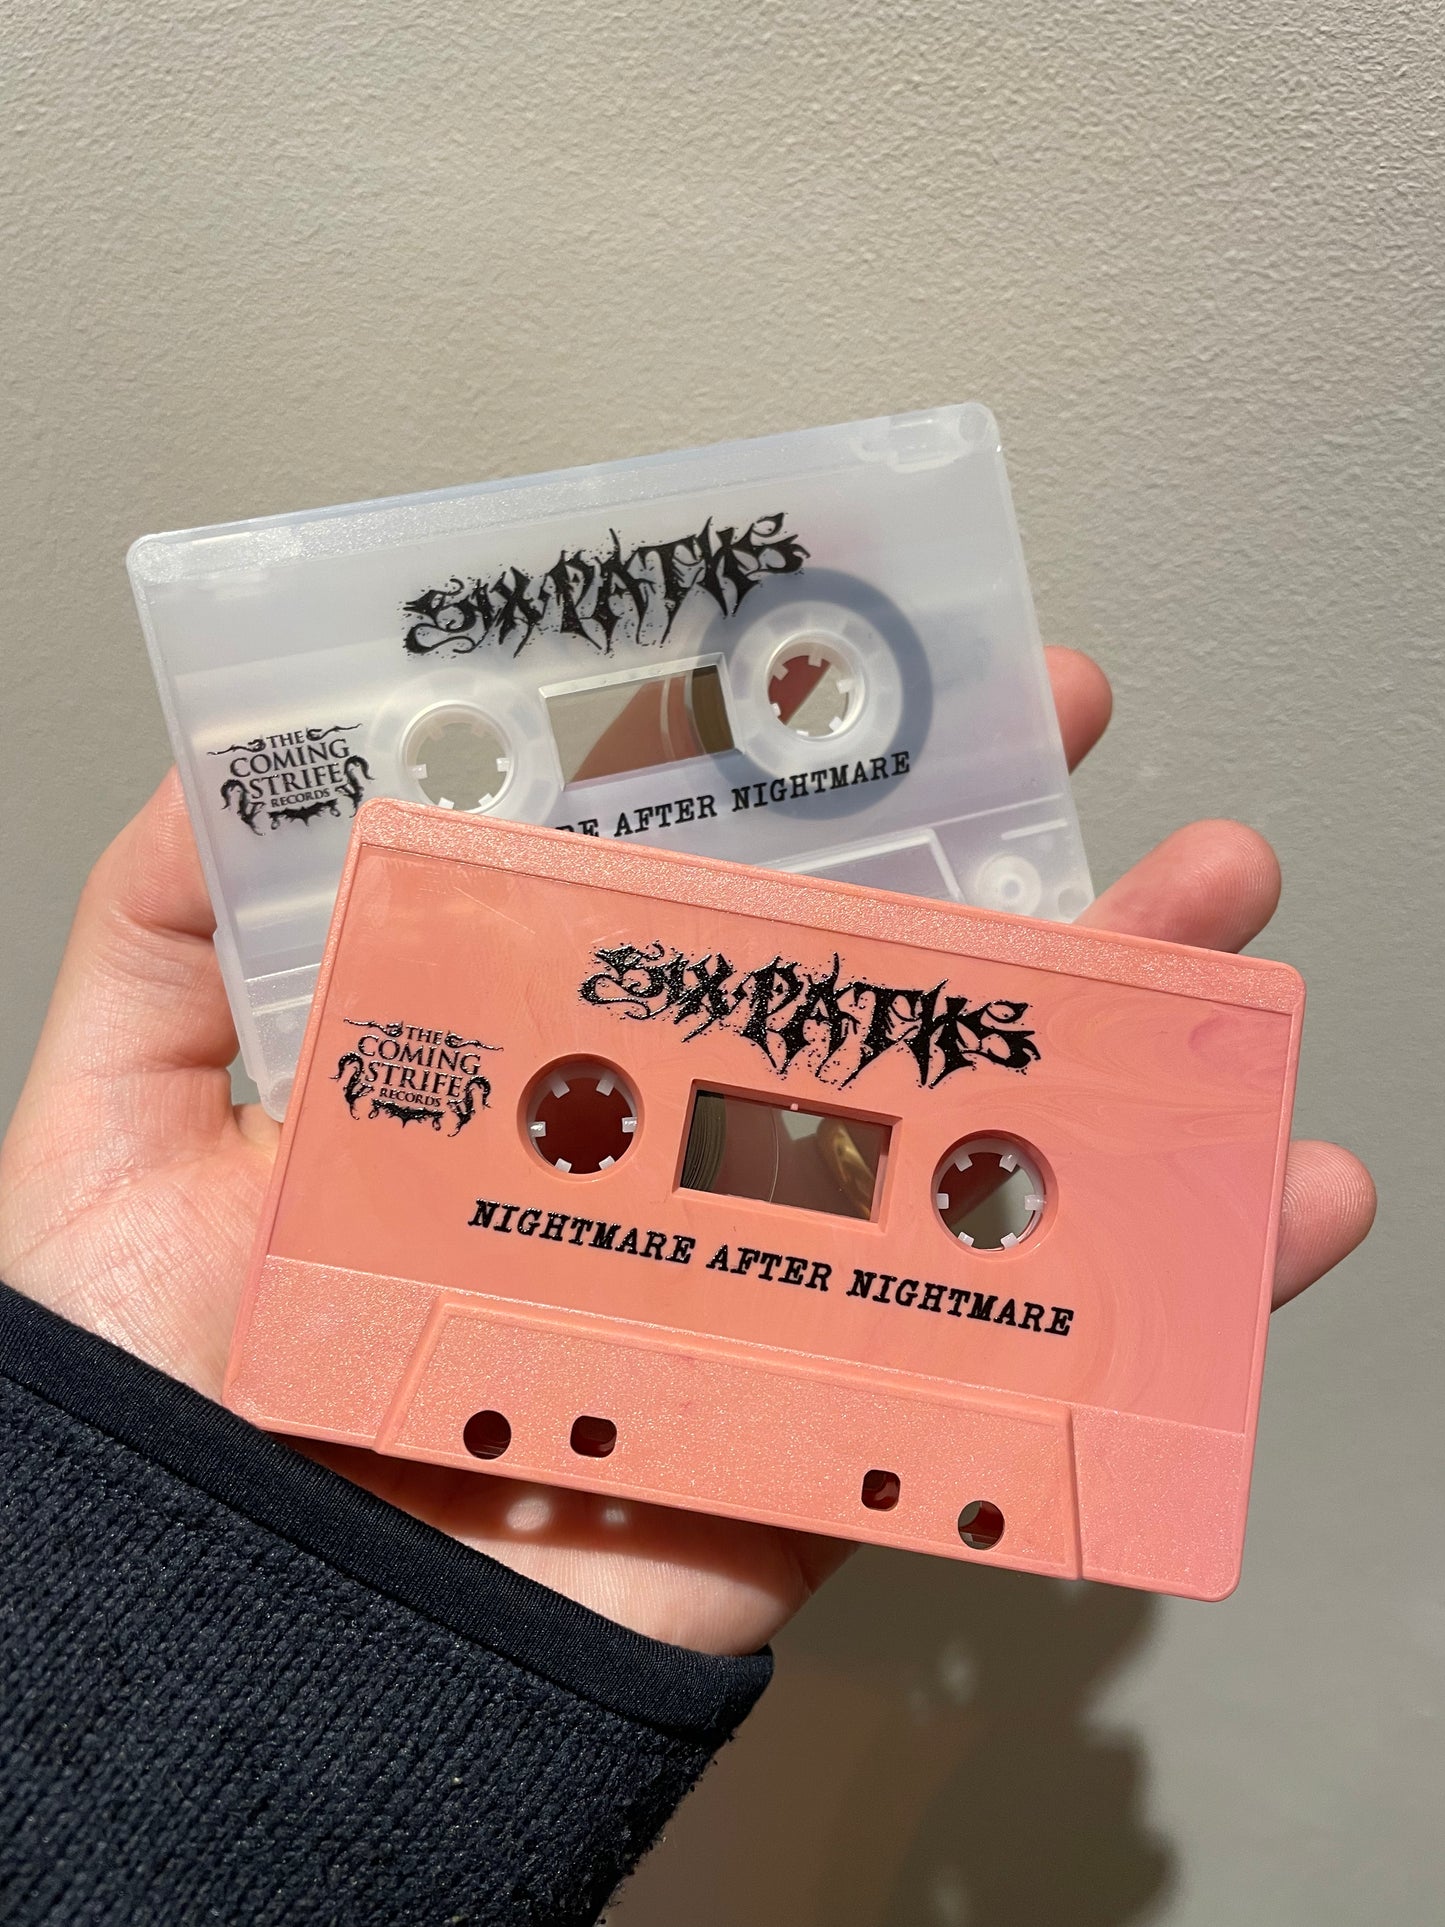 SIX PATHS
THE
COMING
STRIFE
RECORDS
RE AFTER NIGHTMARE
SIX PATHS
THE
COMING
STRIFE
RECORDS
NIGHTMARE AFTER NIGHTMARE